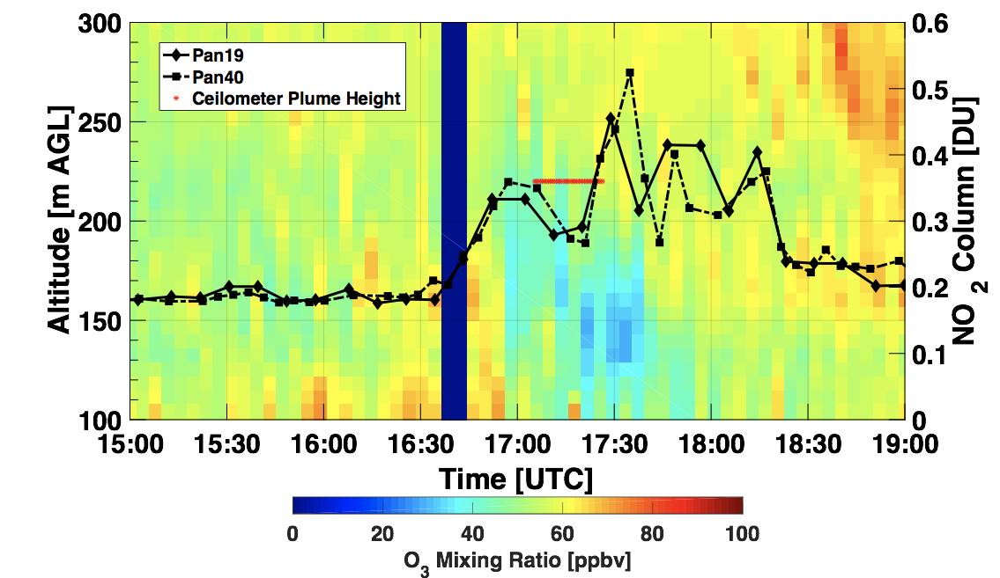 300
250
200
150
100
Altitude [m AGL]
Pan19
Pan40
Ceilometer Plume Height
0.6
0.5
0.4
0.3
0.2
0.1
0
NO 2 Column [DU]
15:00 15:30 16:00 16:30 17:00 17:30 18:00 18:30 19:00
Time [UTC]
0 20 40 60 80 100
O3 Mixing Ratio [ppbv]